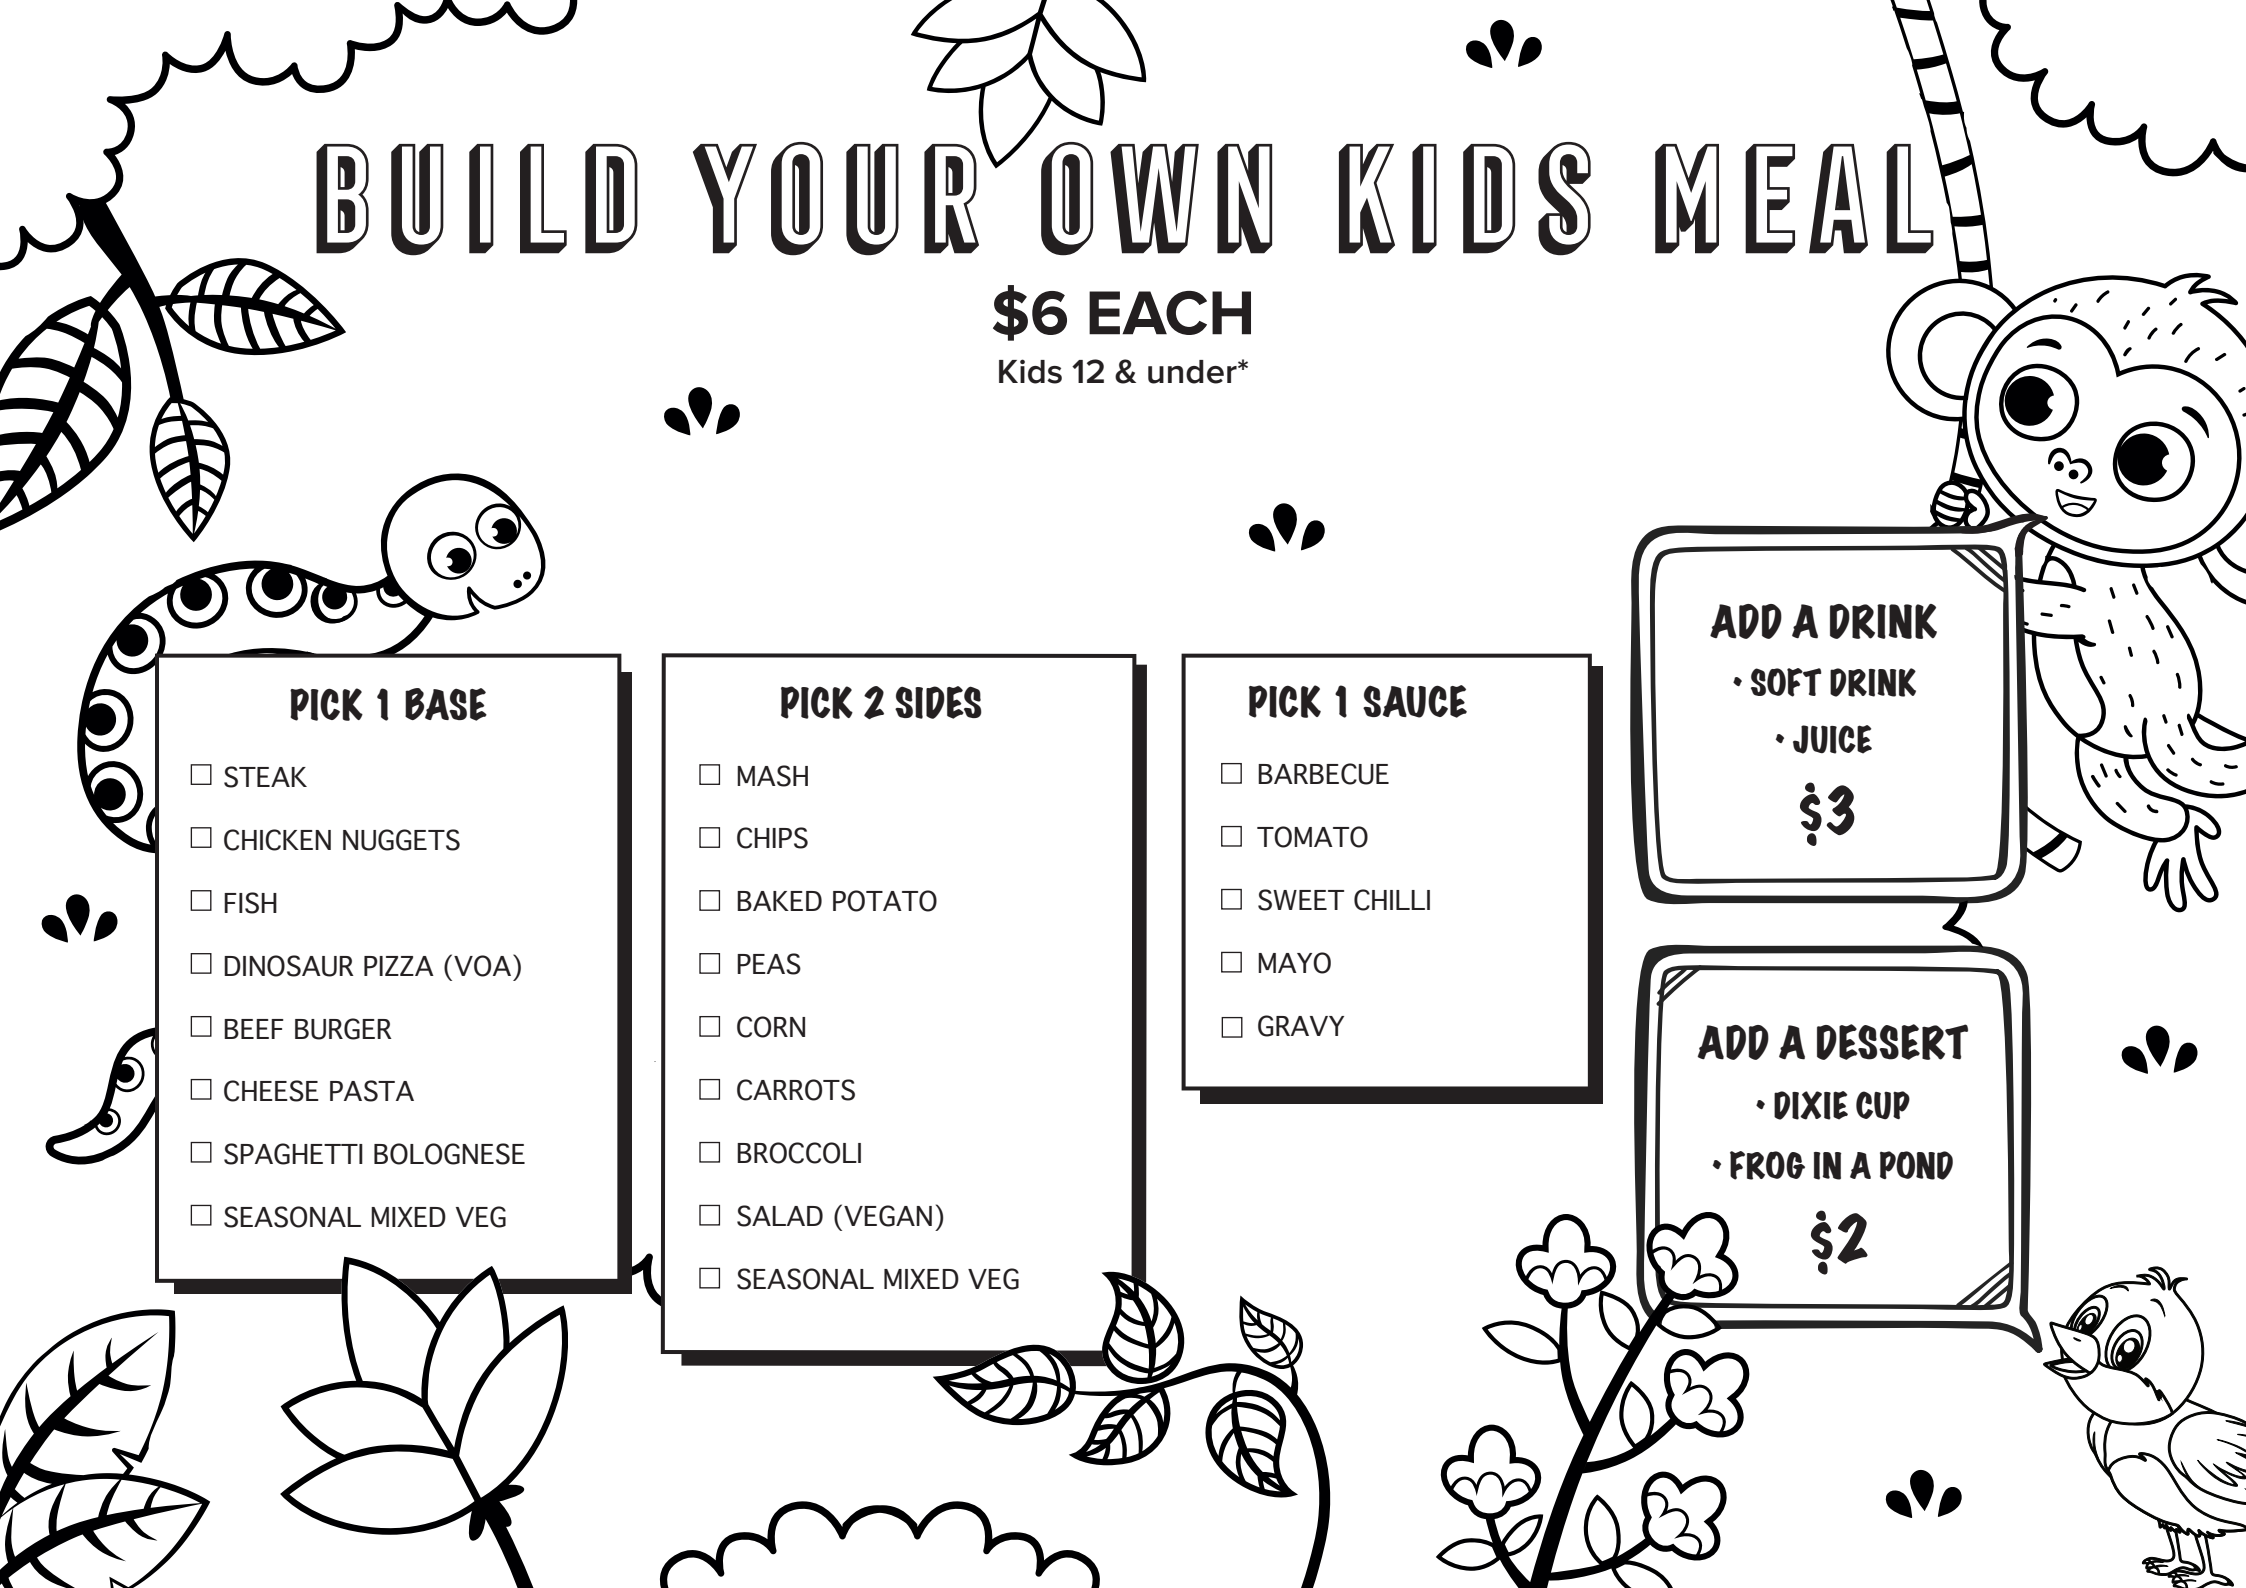 BUILD YOUR OWN KIDS MEAL
$6 EACH
Kids 12 & under*
PICK 1 BASE
☐ STEAK
☐ CHICKEN NUGGETS
☐ FISH
☐ DINOSAUR PIZZA (VOA)
☐ BEEF BURGER
☐ CHEESE PASTA
☐ SPAGHETTI BOLOGNESE
☐ SEASONAL MIXED VEG
PICK 2 SIDES
☐ MASH
☐ CHIPS
☐ BAKED POTATO
☐ PEAS
☐ CORN
☐ CARROTS
☐ BROCCOLI
☐ SALAD (VEGAN)
☐ SEASONAL MIXED VEG
PICK 1 SAUCE
☐ BARBECUE
☐ TOMATO
☐ SWEET CHILLI
☐ MAYO
☐ GRAVY
ADD A DRINK
• SOFT DRINK
• JUICE
$3
ADD A DESSERT
• DIXIE CUP
• FROG IN A POND
$2